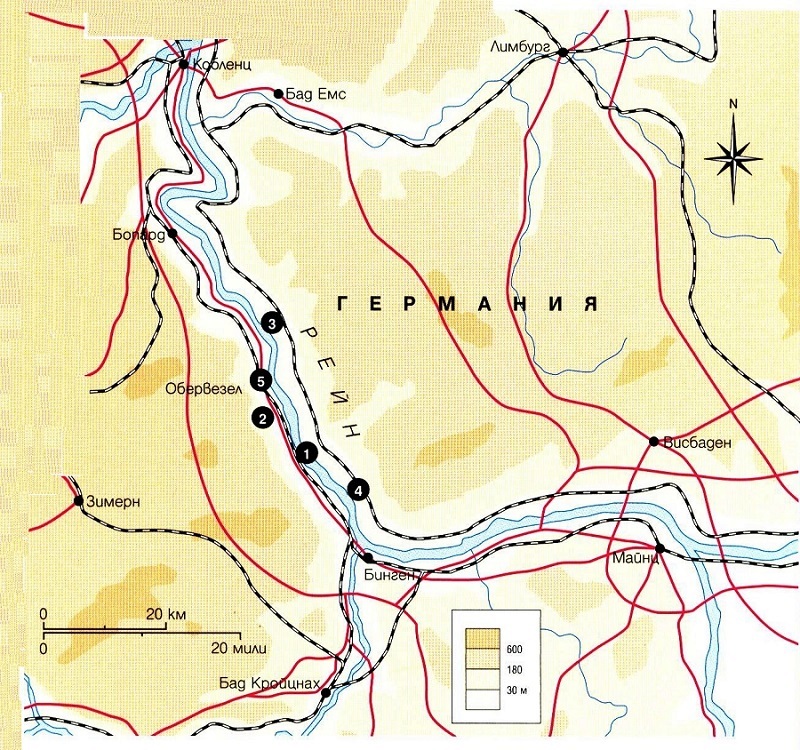 Лимбург
Кобленц
Бад Емс
N
Бопард
ГЕРМАНИЯ
3
РЕЙН
5
Обервезел
2
1
Висбаден
4
Зимерн
Майнц
Бинген
0 20 км
0 20 мили
600
180
30 м
Бад Кройцнах